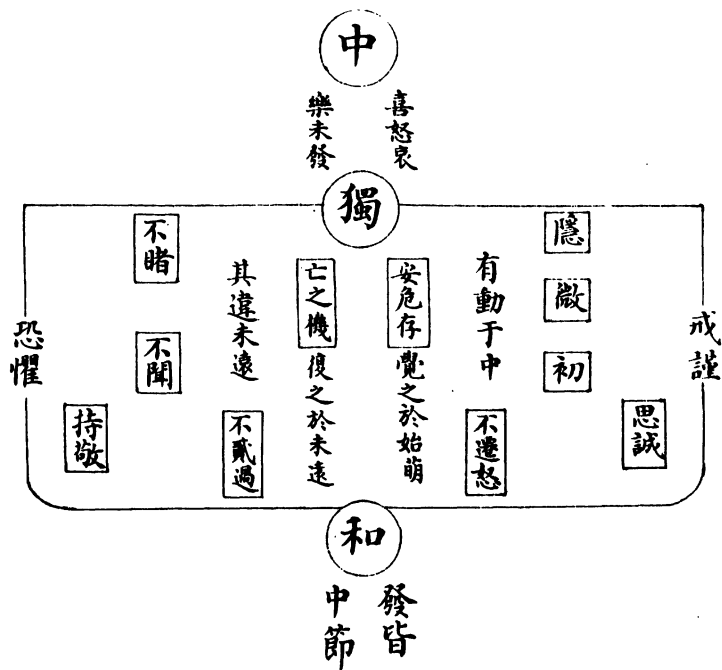 中
喜怒哀
樂未發
獨
戒謹
思誠
隱
微
初
有動于中
不遷怒
安危存
覺之於始萌
亡之機
復之於未遠
其違未遠
不貳過
不睹
不聞
持敬
恐懼
和
發皆
中節